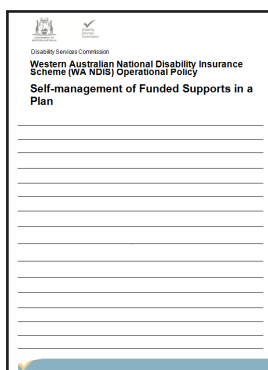 Disability Services Commission
Western Australian National Disability Insurance
Scheme (WA NDIS) Operational Policy
Self-management of Funded Supports in a
Plan